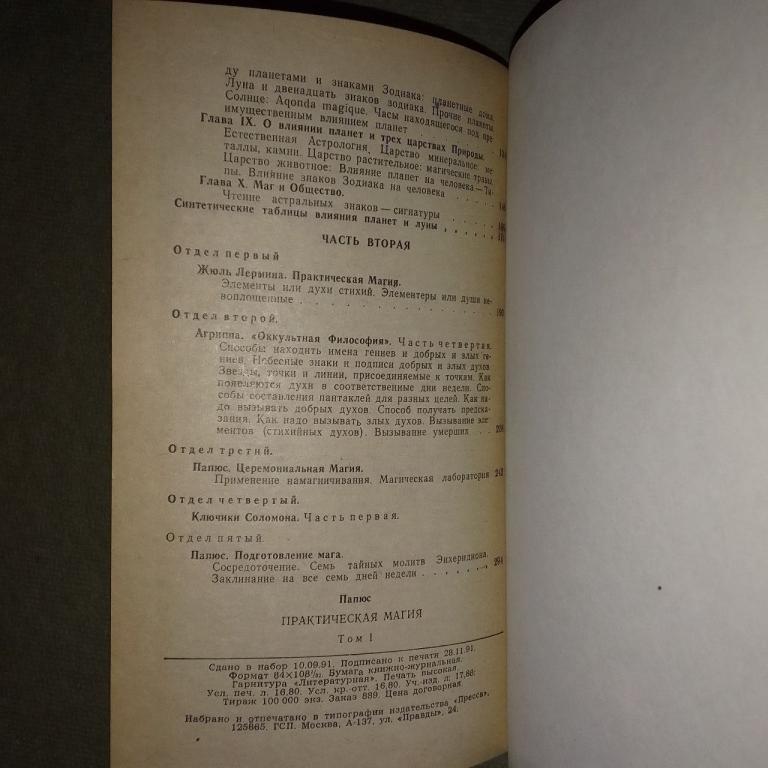 ду планетами и знаками Зодиака: планетные дома,
Луна и двенадцать знаков зодиака. Прочие планеты,
Солнце: Aqonda magique. Часы находящегося под пре-
имущественным влиянием планет
Глава IX. О влиянии планет и трех царствах Природы.
Естественная Астрология. Царство минеральное: ме-
таллы, камни. Царство растительное: магические травы.
Царство животное: Влияние планет на человека — Ти-
пы. Влияние знаков Зодиака на человека . . . . .
Глава X. Маг и Общество.
Чтение астральных знаков — сигнатуры . . . . .
Синтетические таблицы влияния планет и луны . . . . . .
ЧАСТЬ ВТОРАЯ
Отдел первый
Жюль Лермина. Практическая Магия.
Элементы или духи стихий. Элементеры или души не-
воплощенные . . . . . . . . . . . . . 190
Отдел второй.
Агриппа. «Оккультная Философия». Часть четвертая.
Способы находить имена гениев и добрых и злых ге-
ниев. Небесные знаки и подписи добрых и злых духов
Звезды, точки и линии, присоединяемые к точкам. Как
появляются духи в соответственные дни недели. Спо-
собы составления пантаклей для разных целей. Как на-
до вызывать добрых духов. Способ получать предска-
зания. Как надо вызывать злых духов. Вызывание эле-
ментов (стихийных духов). Вызывание умерших . . 208
Отдел третий.
Папюс. Церемониальная Магия.
Применение намагничивания. Магическая лаборатория 242
Отдел четвертый.
Ключики Соломона. Часть первая.
Отдел пятый.
Папюс. Подготовление мага.
Сосредоточение. Семь тайных молитв Энхеридиона.
Заклинание на все семь дней недели . . . . . . 294
Папюс
ПРАКТИЧЕСКАЯ МАГИЯ
Том 1
Сдано в набор 10.09.91. Подписано к печати 28.11.91.
Формат 84×108¹/₃₂. Бумага книжно-журнальная.
Гарнитура «Литературная». Печать высокая.
Усл. печ. л. 16,80. Усл. кр.-отт. 16,80. Уч.-изд. л. 17,86.
Тираж 100 000 экз. Заказ 889. Цена договорная
Набрано и отпечатано в типографии издательства «Пресса»,
125865. ГСП. Москва, А-137, ул. «Правды», 24.